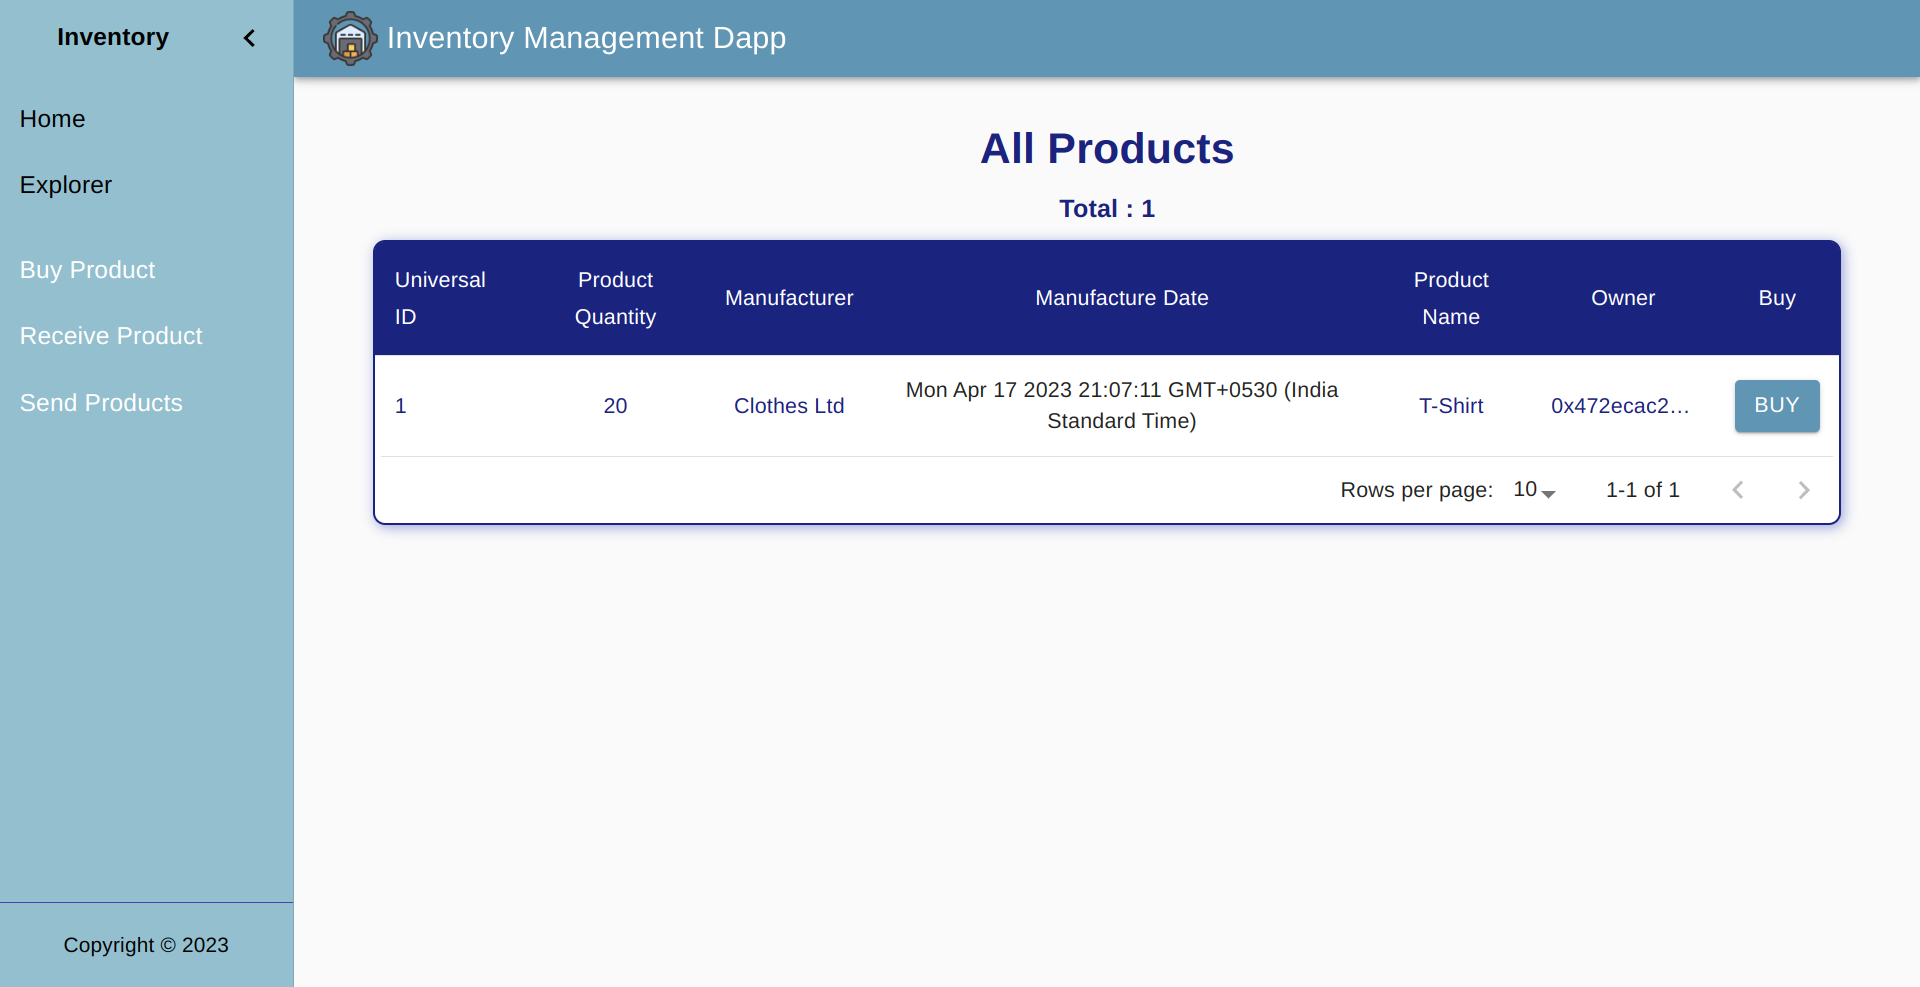 Inventory
Inventory Management Dapp
Home
Explorer
Buy Product
Receive Product
Send Products
Copyright © 2023
All Products
Total : 1
Universal
ID
Product
Quantity
Manufacturer
Manufacture Date
Product
Name
Owner
Buy
1
20
Clothes Ltd
Mon Apr 17 2023 21:07:11 GMT+0530 (India
Standard Time)
T-Shirt
0x472ecac2…
BUY
Rows per page:
10
1-1 of 1